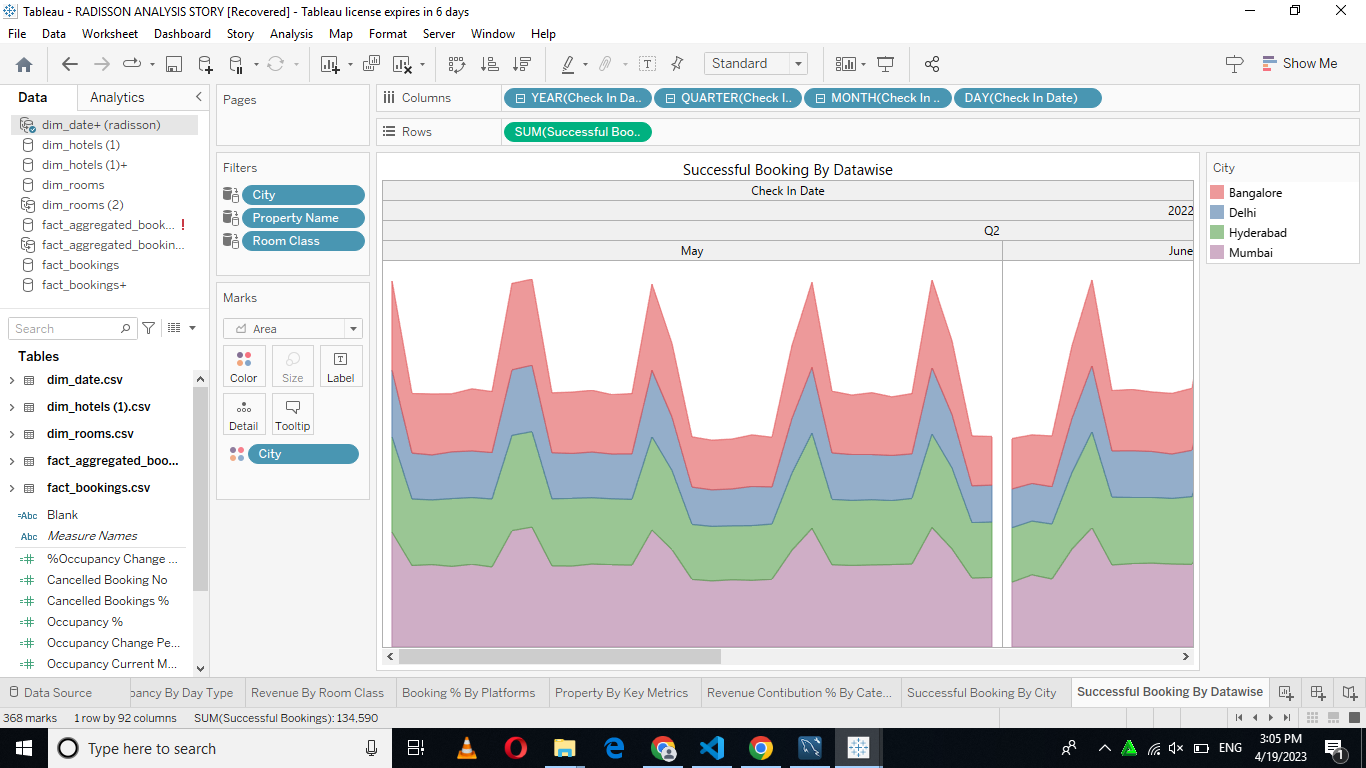 Tableau - RADISSON ANALYSIS STORY [Recovered] - Tableau license expires in 6 days
File Data Worksheet Dashboard Story Analysis Map Format Server Window Help
Standard
Show Me
Data Analytics
dim_date+ (radisson)
dim_hotels (1)
dim_hotels (1)+
dim_rooms
dim_rooms (2)
fact_aggregated_book... !
fact_aggregated_bookin...
fact_bookings
fact_bookings+
Search
Tables
dim_date.csv
dim_hotels (1).csv
dim_rooms.csv
fact_aggregated_boo...
fact_bookings.csv
=Abc Blank
Abc Measure Names
=# %Occupancy Change ...
=# Cancelled Booking No
=# Cancelled Bookings %
=# Occupancy %
=# Occupancy Change Pe...
=# Occupancy Current M...
Pages
Filters
City
Property Name
Room Class
Marks
Area
Color Size Label
Detail Tooltip
City
Columns YEAR(Check In Da.. QUARTER(Check I.. MONTH(Check In .. DAY(Check In Date)
Rows SUM(Successful Boo..
Successful Booking By Datawise
Check In Date
2022
Q2
May June
City
Bangalore
Delhi
Hyderabad
Mumbai
Data Source pancy By Day Type Revenue By Room Class Booking % By Platforms Property By Key Metrics Revenue Contibution % By Cate... Successful Booking By City Successful Booking By Datawise
368 marks 1 row by 92 columns SUM(Successful Bookings): 134,590
Type here to search
ENG
3:05 PM
4/19/2023
1